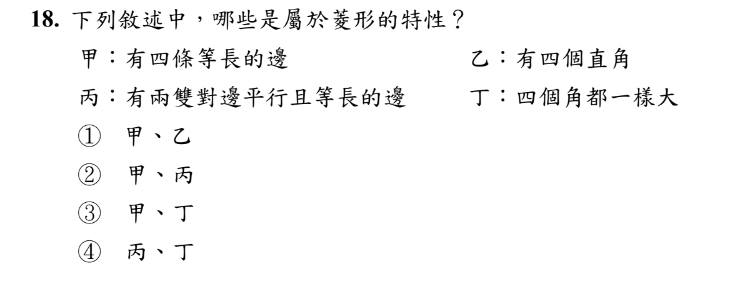 18. 下列敘述中，哪些是屬於菱形的特性？
甲：有四條等長的邊 乙：有四個直角
丙：有兩雙對邊平行且等長的邊 丁：四個角都一樣大
① 甲、乙
② 甲、丙
③ 甲、丁
④ 丙、丁